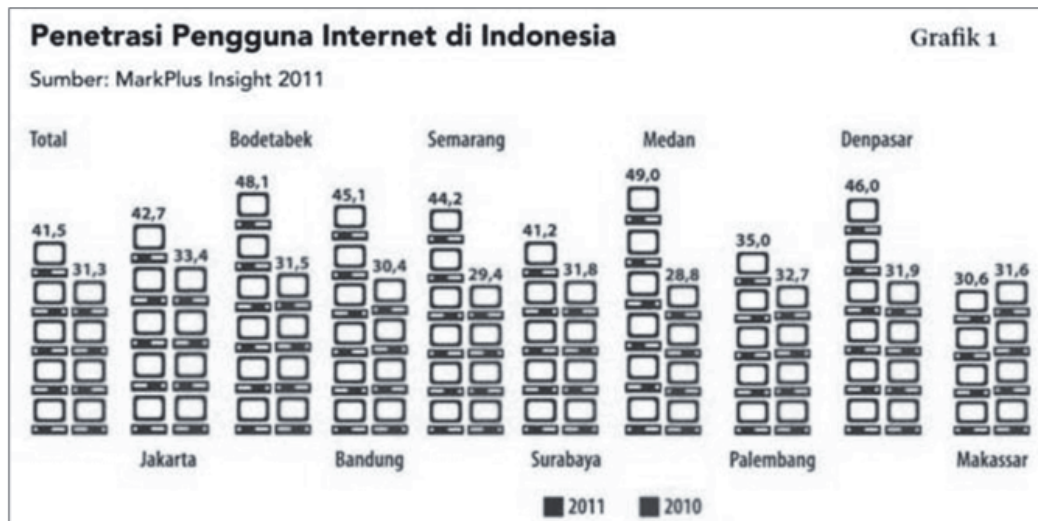 Penetrasi Pengguna Internet di Indonesia
Grafik 1
Sumber: MarkPlus Insight 2011
Total Bodetabek Semarang Medan Denpasar
41,5 31,3 42,7 33,4 48,1 31,5 45,1 30,4 44,2 29,4 41,2 31,8 49,0 28,8 35,0 32,7 46,0 31,9 30,6 31,6
Jakarta Bandung Surabaya Palembang Makassar
2011 2010